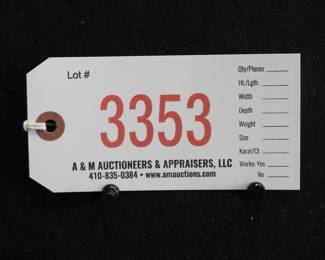 Lot #
3353
A & M AUCTIONEERS & APPRAISERS, LLC
410-835-0384 • www.amauctions.com
Qty/Pieces
Ht./Lgth.
Width
Depth
Weight
Size
Karat/Ct
Works: Yes
No